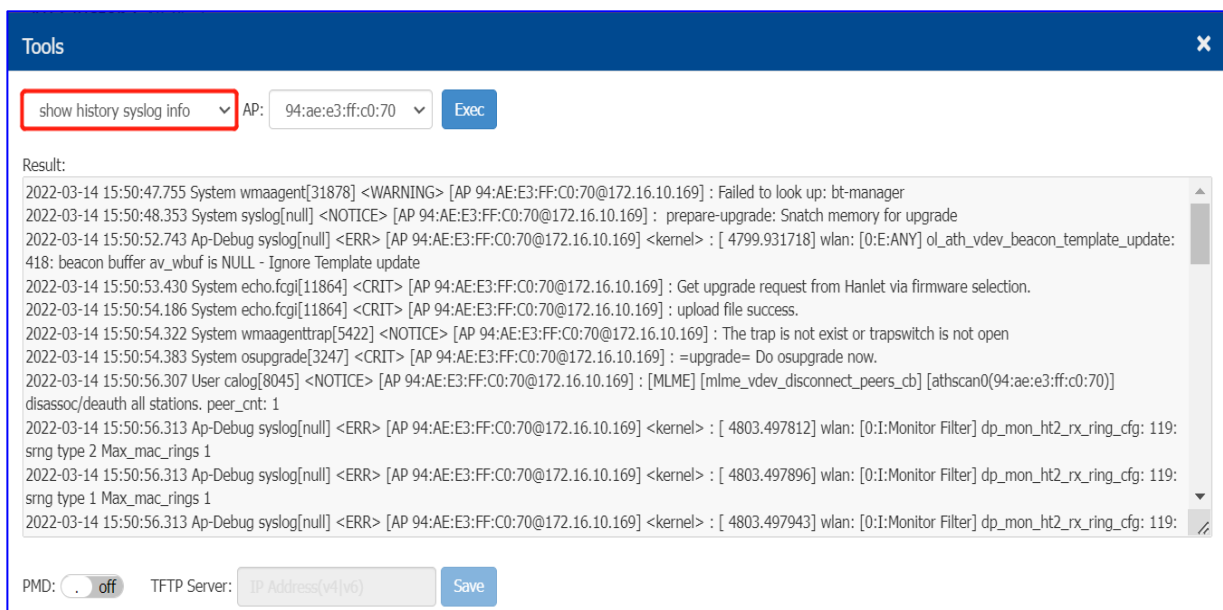 Tools ×
show history syslog info AP: 94:ae:e3:ff:c0:70 Exec
Result:
2022-03-14 15:50:47.755 System wmaagent[31878] <WARNING> [AP 94:AE:E3:FF:C0:70@172.16.10.169] : Failed to look up: bt-manager
2022-03-14 15:50:48.353 System syslog[null] <NOTICE> [AP 94:AE:E3:FF:C0:70@172.16.10.169] : prepare-upgrade: Snatch memory for upgrade
2022-03-14 15:50:52.743 Ap-Debug syslog[null] <ERR> [AP 94:AE:E3:FF:C0:70@172.16.10.169] <kernel> : [ 4799.931718] wlan: [0:E:ANY] ol_ath_vdev_beacon_template_update:
418: beacon buffer av_wbuf is NULL - Ignore Template update
2022-03-14 15:50:53.430 System echo.fcgi[11864] <CRIT> [AP 94:AE:E3:FF:C0:70@172.16.10.169] : Get upgrade request from Hanlet via firmware selection.
2022-03-14 15:50:54.186 System echo.fcgi[11864] <CRIT> [AP 94:AE:E3:FF:C0:70@172.16.10.169] : upload file success.
2022-03-14 15:50:54.322 System wmaagenttrap[5422] <NOTICE> [AP 94:AE:E3:FF:C0:70@172.16.10.169] : The trap is not exist or trapswitch is not open
2022-03-14 15:50:54.383 System osupgrade[3247] <CRIT> [AP 94:AE:E3:FF:C0:70@172.16.10.169] : =upgrade= Do osupgrade now.
2022-03-14 15:50:56.307 User calog[8045] <NOTICE> [AP 94:AE:E3:FF:C0:70@172.16.10.169] : [MLME] [mlme_vdev_disconnect_peers_cb] [athscan0(94:ae:e3:ff:c0:70)]
disassoc/deauth all stations. peer_cnt: 1
2022-03-14 15:50:56.313 Ap-Debug syslog[null] <ERR> [AP 94:AE:E3:FF:C0:70@172.16.10.169] <kernel> : [ 4803.497812] wlan: [0:I:Monitor Filter] dp_mon_ht2_rx_ring_cfg: 119:
srng type 2 Max_mac_rings 1
2022-03-14 15:50:56.313 Ap-Debug syslog[null] <ERR> [AP 94:AE:E3:FF:C0:70@172.16.10.169] <kernel> : [ 4803.497896] wlan: [0:I:Monitor Filter] dp_mon_ht2_rx_ring_cfg: 119:
srng type 1 Max_mac_rings 1
2022-03-14 15:50:56.313 Ap-Debug syslog[null] <ERR> [AP 94:AE:E3:FF:C0:70@172.16.10.169] <kernel> : [ 4803.497943] wlan: [0:I:Monitor Filter] dp_mon_ht2_rx_ring_cfg: 119:
PMD: . off TFTP Server: IP Address(v4|v6) Save